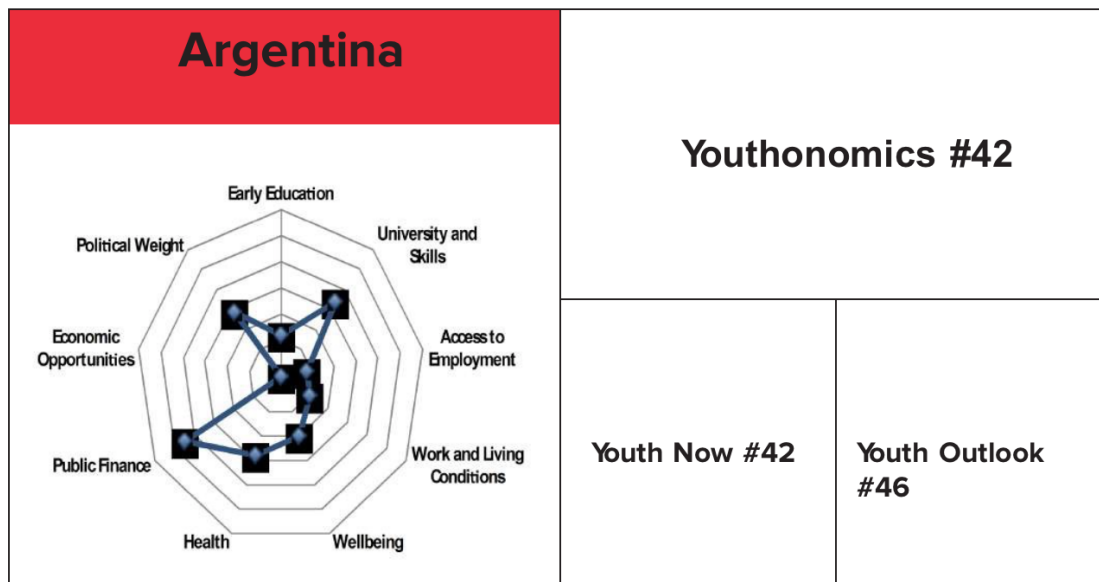 Argentina
Youthonomics #42
Early Education
Political Weight
University and
Skills
Economic
Opportunities
Access to
Employment
Public Finance
Work and Living
Conditions
Health
Wellbeing
Youth Now #42
Youth Outlook
#46